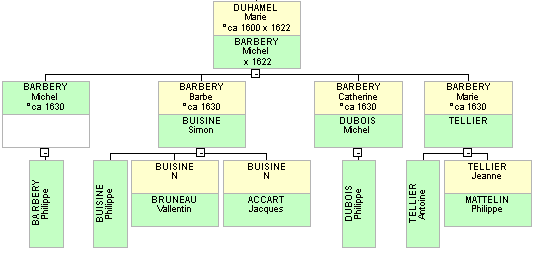 DUHAMEL
Marie
°ca 1600 x 1622
BARBERY
Michel
x 1622
BARBERY
Michel
°ca 1630
BARBERY
Barbe
°ca 1630
BUISINE
Simon
BARBERY
Catherine
°ca 1630
DUBOIS
Michel
BARBERY
Marie
°ca 1630
TELLIER
BARBERY
Philippe
BUISINE
Philippe
BUISINE
N
BRUNEAU
Vallentin
BUISINE
N
ACCART
Jacques
DUBOIS
Philippe
TELLIER
Antoine
TELLIER
Jeanne
MATTELIN
Philippe